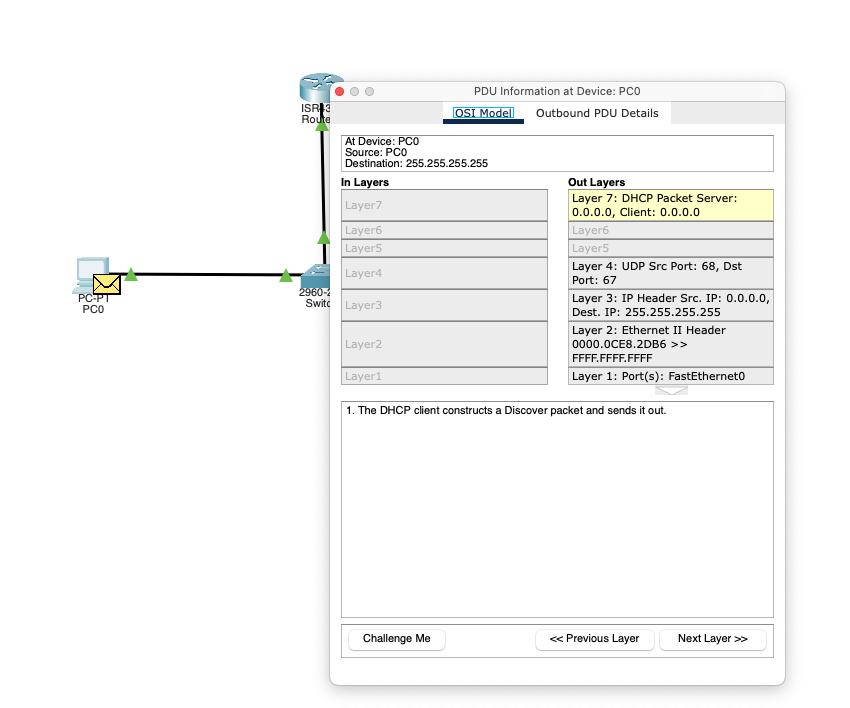 PDU Information at Device: PC0
OSI Model
Outbound PDU Details
At Device: PC0
Source: PC0
Destination: 255.255.255.255
In Layers
Layer7
Layer6
Layer5
Layer4
Layer3
Layer2
Layer1
Out Layers
Layer 7: DHCP Packet Server:
0.0.0.0, Client: 0.0.0.0
Layer6
Layer5
Layer 4: UDP Src Port: 68, Dst
Port: 67
Layer 3: IP Header Src. IP: 0.0.0.0,
Dest. IP: 255.255.255.255
Layer 2: Ethernet II Header
0000.0CE8.2DB6 >>
FFFF.FFFF.FFFF
Layer 1: Port(s): FastEthernet0
1. The DHCP client constructs a Discover packet and sends it out.
Challenge Me
<< Previous Layer
Next Layer >>
PC-PT
PC0